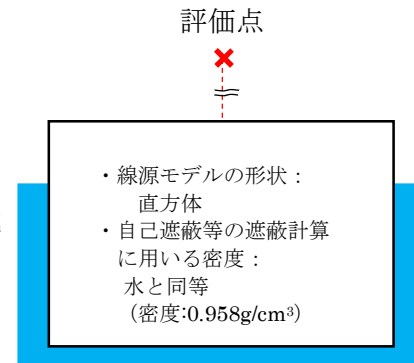 評価点
・線源モデルの形状：
直方体
・自己遮蔽等の遮蔽計算
に用いる密度：
水と同等
（密度:0.958g/cm³）